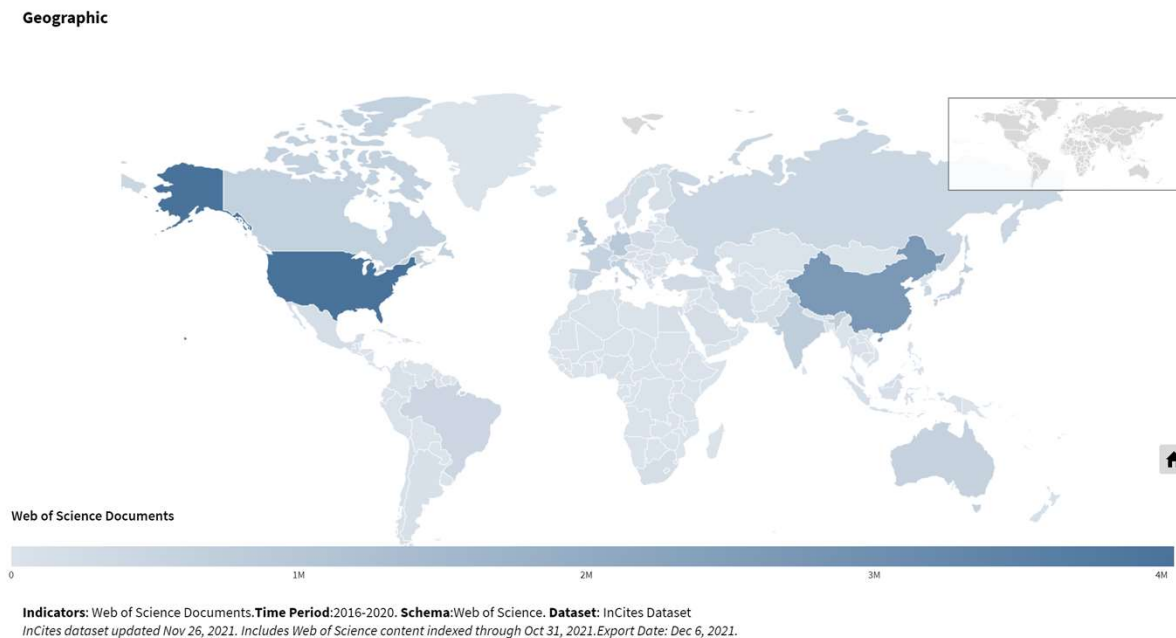 Geographic
Web of Science Documents
0 1M 2M 3M 4M
Indicators: Web of Science Documents.Time Period:2016-2020. Schema:Web of Science. Dataset: InCites Dataset
InCites dataset updated Nov 26, 2021. Includes Web of Science content indexed through Oct 31, 2021.Export Date: Dec 6, 2021.